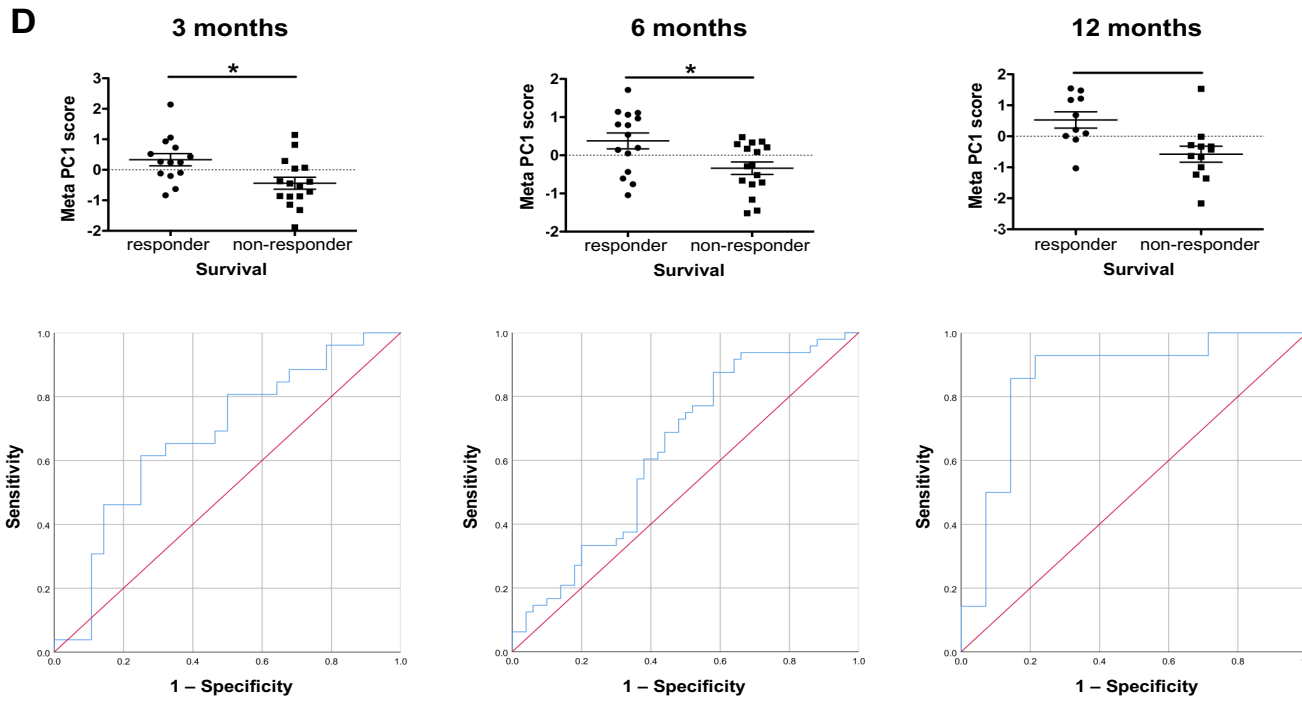 D
3 months
6 months
12 months
*
*
Meta PC1 score
3
2
1
0
-1
-2
responder
non-responder
Survival
Meta PC1 score
2
1
0
-1
-2
responder
non-responder
Survival
Meta PC1 score
2
1
0
-1
-2
-3
responder
non-responder
Survival
Sensitivity
1.0
0.8
0.6
0.4
0.2
0.0
0.0 0.2 0.4 0.6 0.8 1.0
1 – Specificity
Sensitivity
1.0
0.8
0.6
0.4
0.2
0.0
0.0 0.2 0.4 0.6 0.8 1.0
1 – Specificity
Sensitivity
1.0
0.8
0.6
0.4
0.2
0.0
0.0 0.2 0.4 0.6 0.8
1 – Specificity